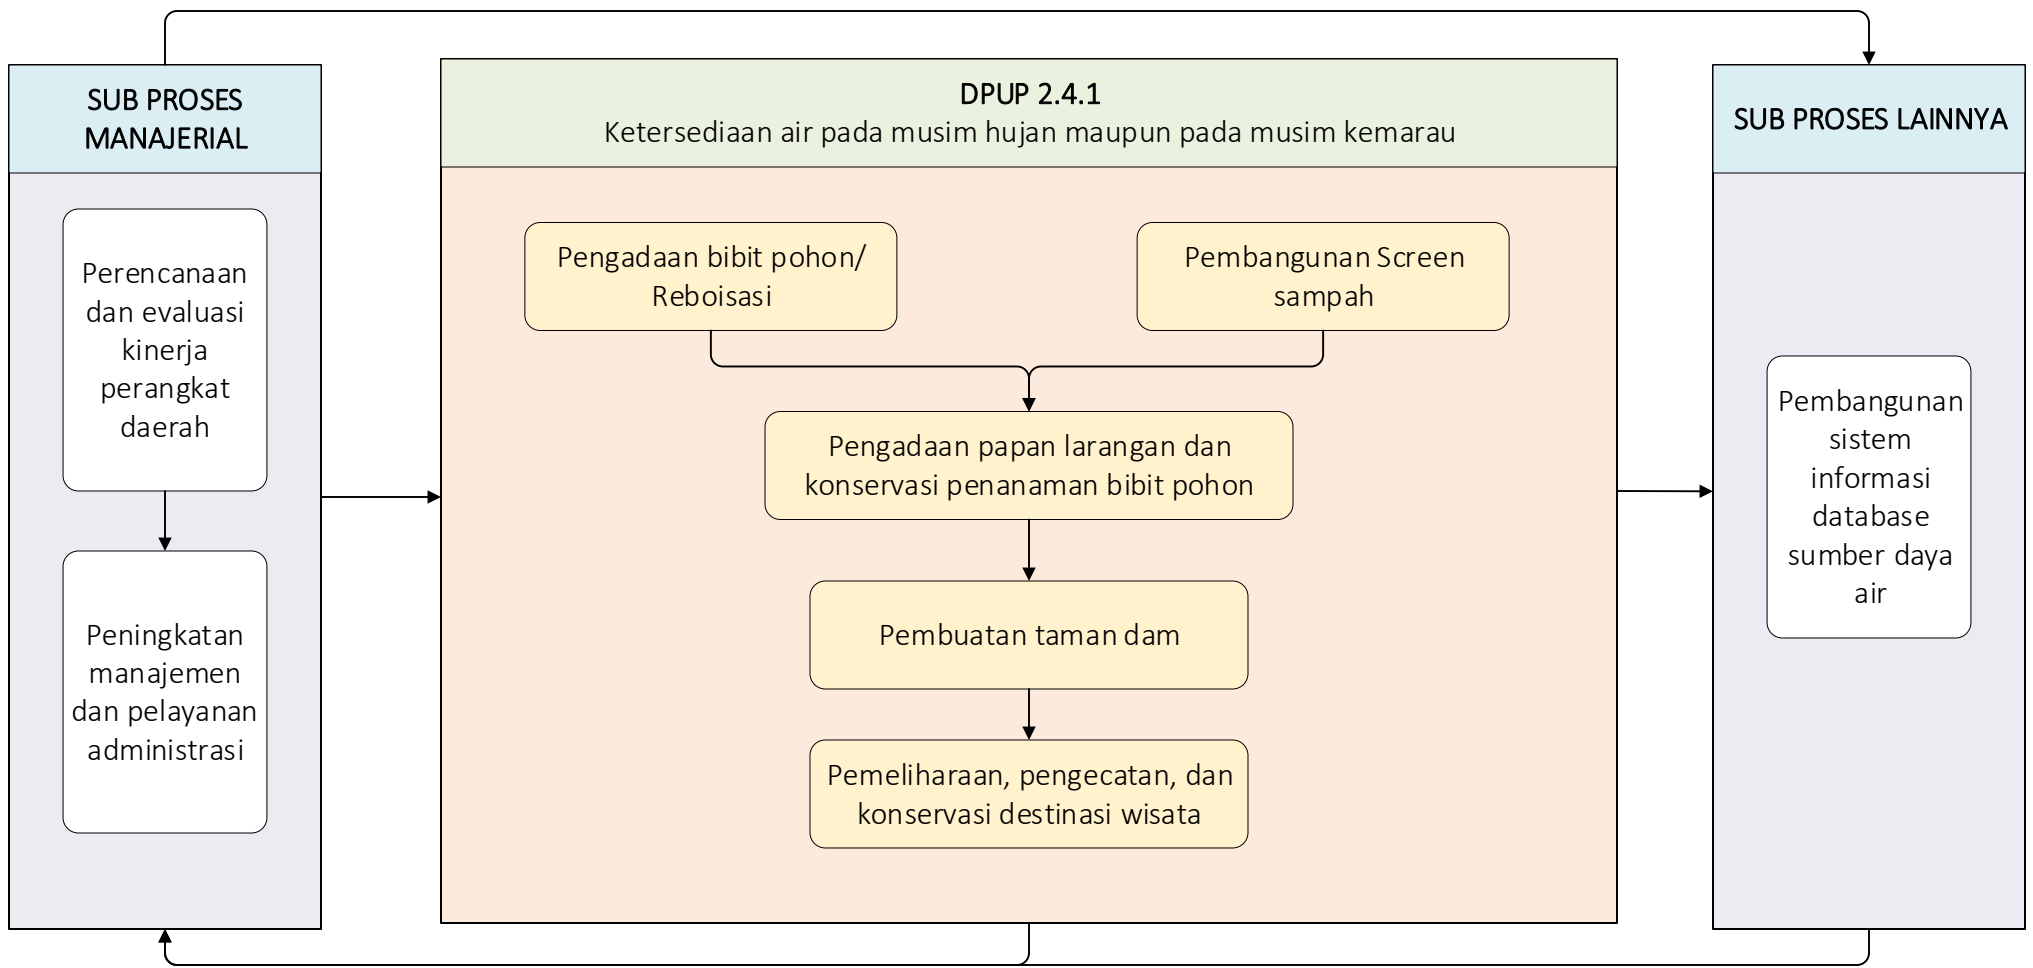 SUB PROSES
MANAJERIAL
Perencanaan
dan evaluasi
kinerja
perangkat
daerah
Peningkatan
manajemen
dan pelayanan
administrasi
DPUP 2.4.1
Ketersediaan air pada musim hujan maupun pada musim kemarau
Pengadaan bibit pohon/
Reboisasi
Pembangunan Screen
sampah
Pengadaan papan larangan dan
konservasi penanaman bibit pohon
Pembuatan taman dam
Pemeliharaan, pengecatan, dan
konservasi destinasi wisata
SUB PROSES LAINNYA
Pembangunan
sistem
informasi
database
sumber daya
air